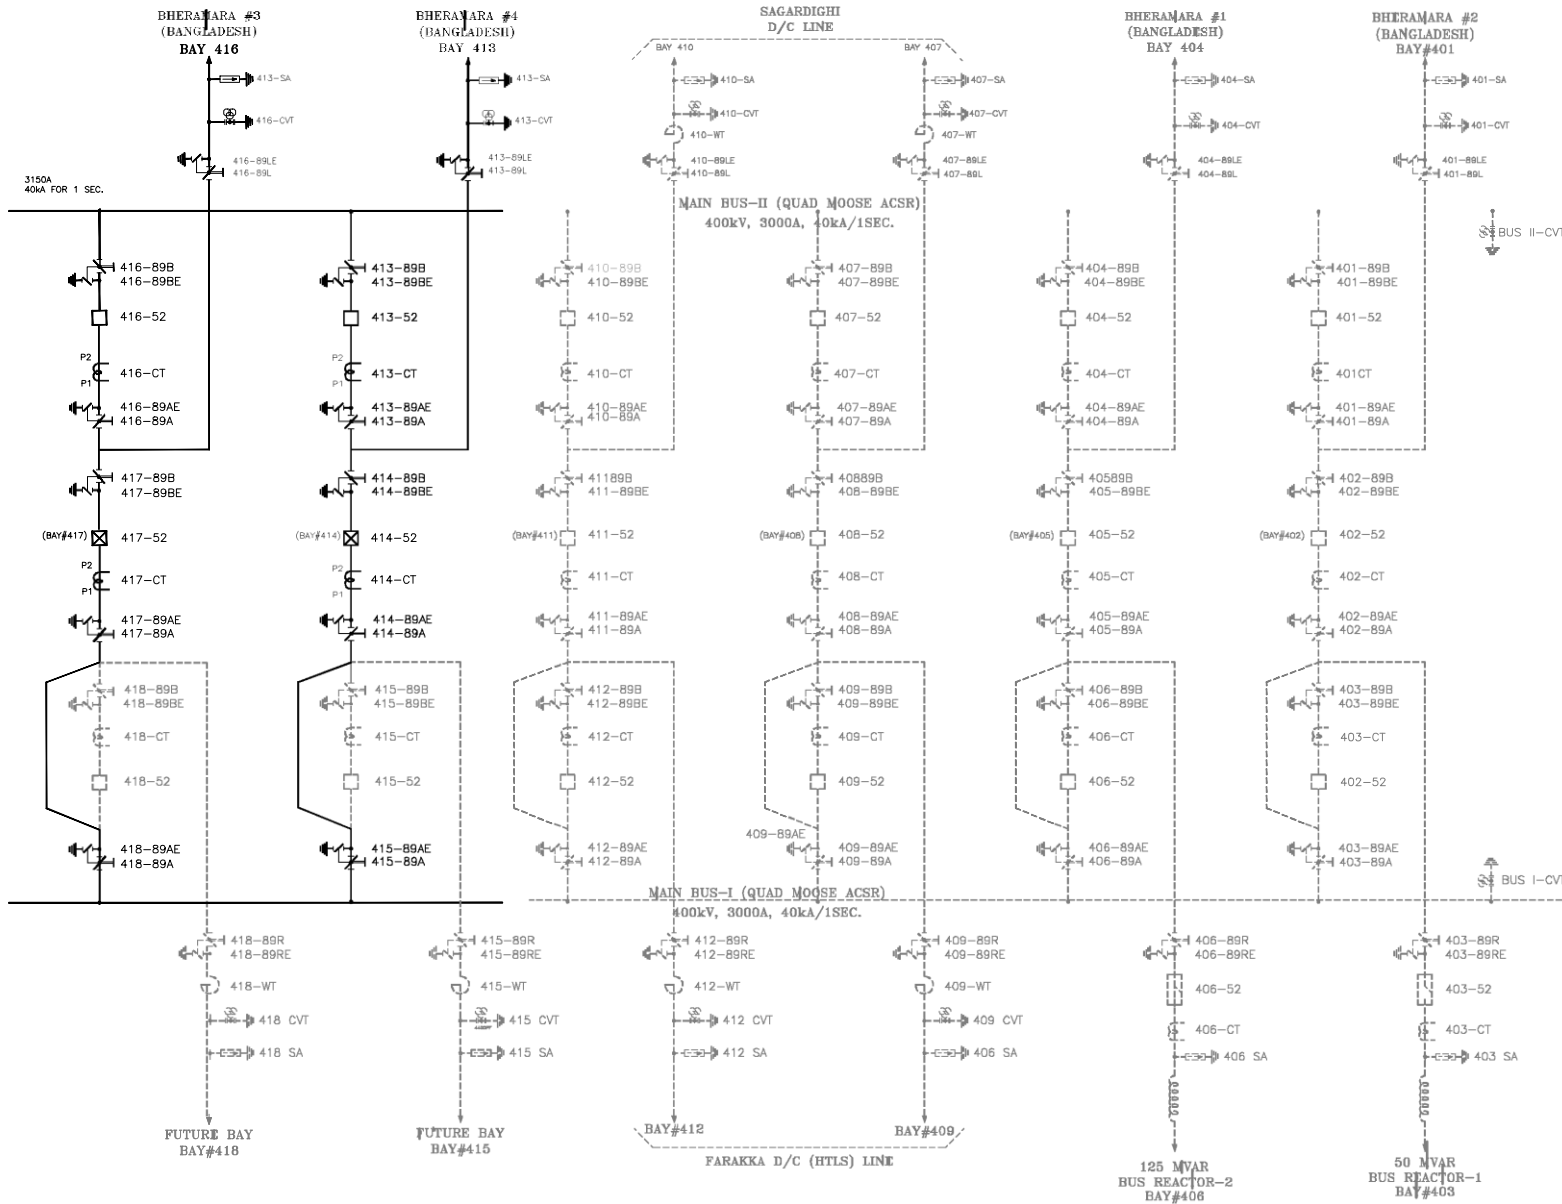 BHERAMARA #3
(BANGLADESH)
BAY 416
BHERAMARA #4
(BANGLADESH)
BAY 413
SAGARDIGHI
D/C LINE
BHERAMARA #1
(BANGLADESH)
BAY 404
BHERAMARA #2
(BANGLADESH)
BAY#401
BAY 410
BAY 407
413-SA
413-SA
410-SA
407-SA
404-SA
401-SA
416-CVT
413-CVT
410-CVT
407-CVT
404-CVT
401-CVT
410-WT
407-WT
416-89LE
413-89LE
410-89LE
407-89LE
404-89LE
401-89LE
416-89L
413-89L
410-89L
407-89L
404-89L
401-89L
3150A
40kA FOR 1 SEC.
MAIN BUS-II (QUAD MOOSE ACSR)
400kV, 3000A, 40kA/1SEC.
BUS II-CVT
416-89B
413-89B
410-89B
407-89B
404-89B
401-89B
416-89BE
413-89BE
410-89BE
407-89BE
404-89BE
401-89BE
416-52
413-52
410-52
407-52
404-52
401-52
P2
P2
416-CT
413-CT
410-CT
407-CT
404-CT
401CT
P1
P1
416-89AE
413-89AE
410-89AE
407-89AE
404-89AE
401-89AE
416-89A
413-89A
410-89A
407-89A
404-89A
401-89A
417-89B
414-89B
41189B
40889B
40589B
402-89B
417-89BE
414-89BE
411-89BE
408-89BE
405-89BE
402-89BE
(BAY#417)
417-52
(BAY#414)
414-52
(BAY#411)
411-52
(BAY#408)
408-52
(BAY#405)
405-52
(BAY#402)
402-52
P2
P2
417-CT
414-CT
411-CT
408-CT
405-CT
402-CT
P1
P1
417-89AE
414-89AE
411-89AE
408-89AE
405-89AE
402-89AE
417-89A
414-89A
411-89A
408-89A
405-89A
402-89A
418-89B
415-89B
412-89B
409-89B
406-89B
403-89B
418-89BE
415-89BE
412-89BE
409-89BE
406-89BE
403-89BE
418-CT
415-CT
412-CT
409-CT
406-CT
403-CT
418-52
415-52
412-52
409-52
406-52
402-52
409-89AE
418-89AE
415-89AE
412-89AE
409-89AE
406-89AE
403-89AE
418-89A
415-89A
412-89A
409-89A
406-89A
403-89A
BUS I-CVT
MAIN BUS-I (QUAD MOOSE ACSR)
400kV, 3000A, 40kA/1SEC.
418-89R
415-89R
412-89R
409-89R
406-89R
403-89R
418-89RE
415-89RE
412-89RE
409-89RE
406-89RE
403-89RE
418-WT
415-WT
412-WT
409-WT
406-52
403-52
418 CVT
415 CVT
412 CVT
409 CVT
406-CT
403-CT
418 SA
415 SA
412 SA
406 SA
406 SA
403 SA
FUTURE BAY
BAY#418
FUTURE BAY
BAY#415
BAY#412
BAY#409
FARAKKA D/C (HTLS) LINE
125 MVAR
BUS REACTOR-2
BAY#406
50 MVAR
BUS REACTOR-1
BAY#403